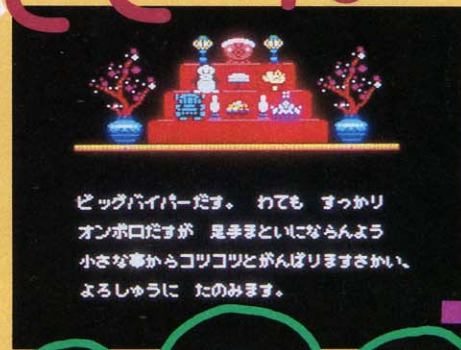 ビッグバイパーだす。 わても すっかり
オンボロだすが 足手まといにならんよう
小さな事からコツコツとがんばりますさかい、
よろしゅうに たのみます。